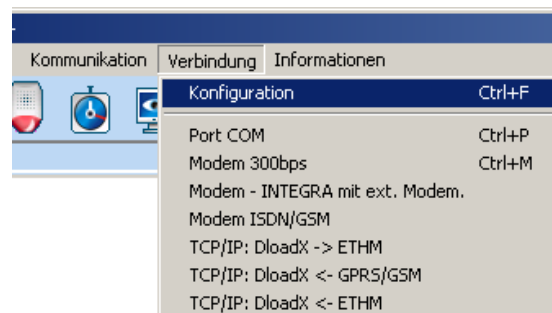 Kommunikation Verbindung Informationen
Konfiguration Ctrl+F
Port COM Ctrl+P
Modem 300bps Ctrl+M
Modem - INTEGRA mit ext. Modem.
Modem ISDN/GSM
TCP/IP: DloadX -> ETHM
TCP/IP: DloadX <- GPRS/GSM
TCP/IP: DloadX <- ETHM